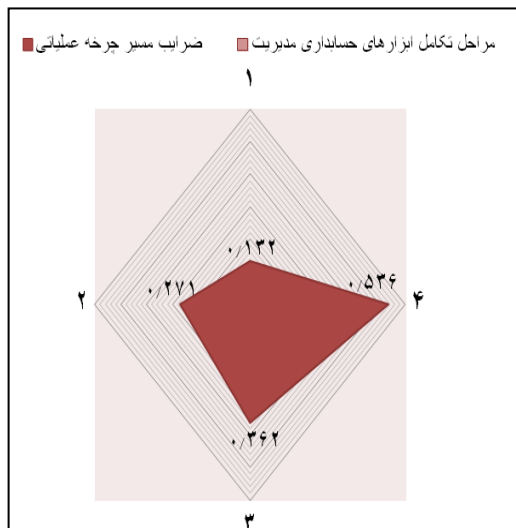 مراحل تکامل ابزارهای حسابداری مدیریت ضرایب مسیر چرخه عملیاتی
۱
۰/۱۳۲
۲ ۰/۲۷۱ ۰/۵۳۶ ۴
۰/۳۶۲
۳